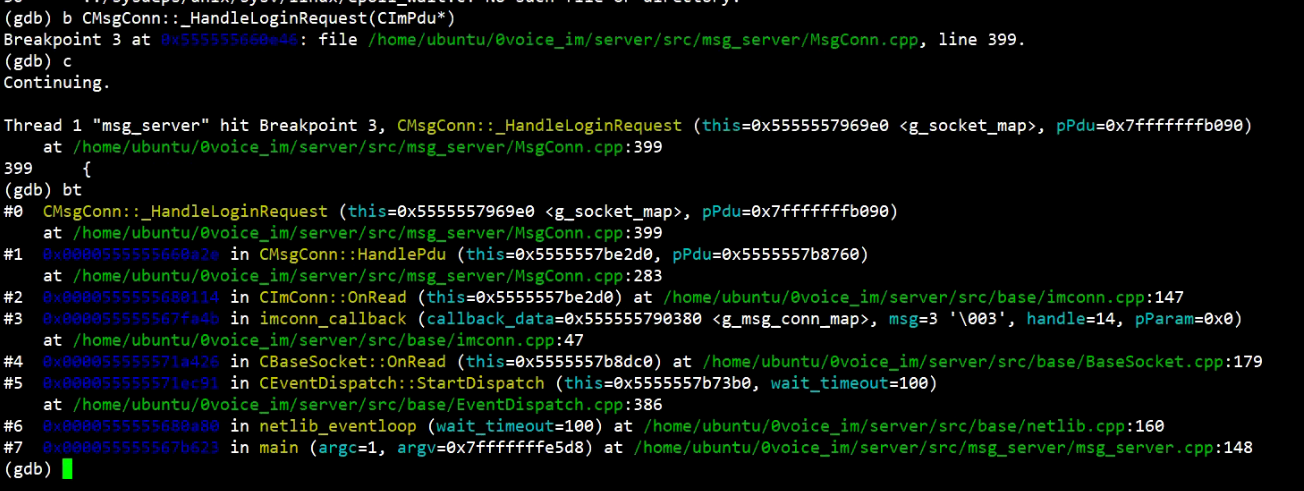 (gdb) b CMsgConn::_HandleLoginRequest(CImPdu*)
Breakpoint 3 at 0x555555660e46: file /home/ubuntu/0voice_im/server/src/msg_server/MsgConn.cpp, line 399.
(gdb) c
Continuing.
Thread 1 "msg_server" hit Breakpoint 3, CMsgConn::_HandleLoginRequest (this=0x5555557969e0 <g_socket_map>, pPdu=0x7fffffffb090)
at /home/ubuntu/0voice_im/server/src/msg_server/MsgConn.cpp:399
399 {
(gdb) bt
#0 CMsgConn::_HandleLoginRequest (this=0x5555557969e0 <g_socket_map>, pPdu=0x7fffffffb090)
at /home/ubuntu/0voice_im/server/src/msg_server/MsgConn.cpp:399
#1 0x0000555555660a2e in CMsgConn::HandlePdu (this=0x5555557be2d0, pPdu=0x5555557b8760)
at /home/ubuntu/0voice_im/server/src/msg_server/MsgConn.cpp:283
#2 0x0000555555680114 in CImConn::OnRead (this=0x5555557be2d0) at /home/ubuntu/0voice_im/server/src/base/imconn.cpp:147
#3 0x000055555567fa4b in imconn_callback (callback_data=0x555555790380 <g_msg_conn_map>, msg=3 '\003', handle=14, pParam=0x0)
at /home/ubuntu/0voice_im/server/src/base/imconn.cpp:47
#4 0x000055555571a426 in CBaseSocket::OnRead (this=0x5555557b8dc0) at /home/ubuntu/0voice_im/server/src/base/BaseSocket.cpp:179
#5 0x000055555571ec91 in CEventDispatch::StartDispatch (this=0x5555557b73b0, wait_timeout=100)
at /home/ubuntu/0voice_im/server/src/base/EventDispatch.cpp:386
#6 0x0000555555680a80 in netlib_eventloop (wait_timeout=100) at /home/ubuntu/0voice_im/server/src/base/netlib.cpp:160
#7 0x000055555567b623 in main (argc=1, argv=0x7fffffffe5d8) at /home/ubuntu/0voice_im/server/src/msg_server/msg_server.cpp:148
(gdb)